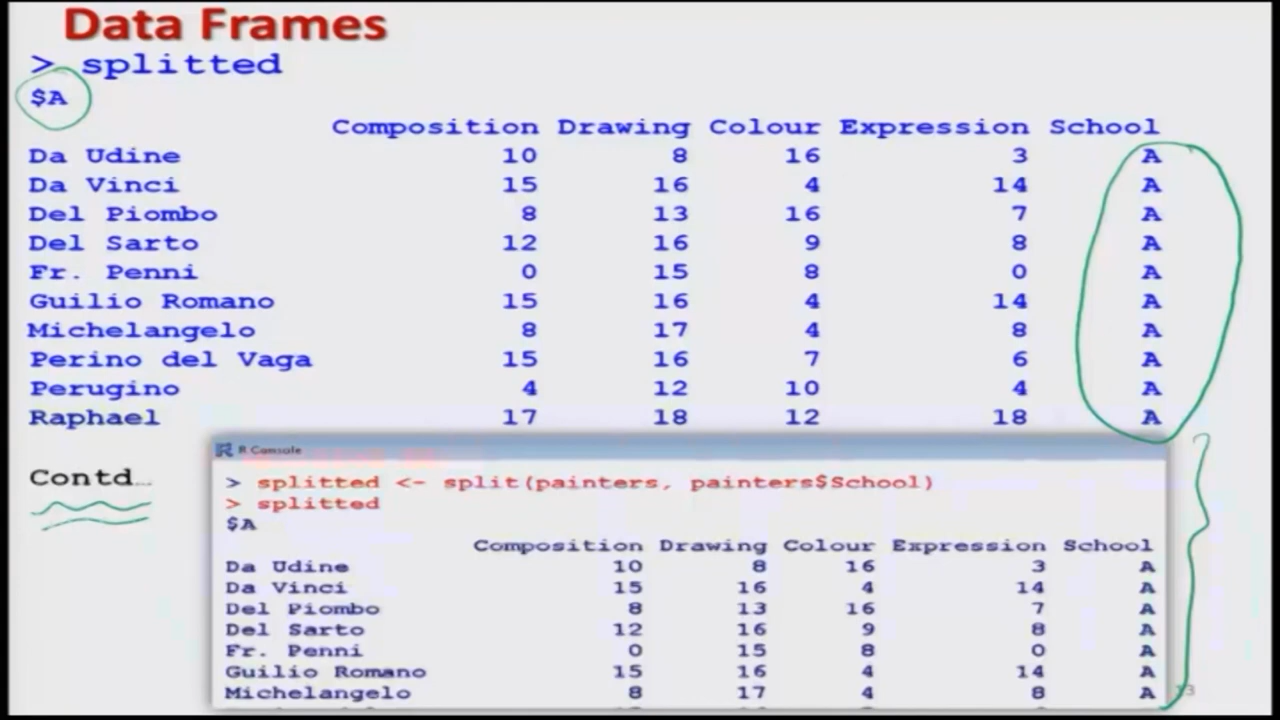 Data Frames
> splitted
$A
Composition Drawing Colour Expression School
Da Udine 10 8 16 3 A
Da Vinci 15 16 4 14 A
Del Piombo 8 13 16 7 A
Del Sarto 12 16 9 8 A
Fr. Penni 0 15 8 0 A
Guilio Romano 15 16 4 14 A
Michelangelo 8 17 4 8 A
Perino del Vaga 15 16 7 6 A
Perugino 4 12 10 4 A
Raphael 17 18 12 18 A
Contd...
R Console
> splitted <- split(painters, painters$School)
> splitted
$A
Composition Drawing Colour Expression School
Da Udine 10 8 16 3 A
Da Vinci 15 16 4 14 A
Del Piombo 8 13 16 7 A
Del Sarto 12 16 9 8 A
Fr. Penni 0 15 8 0 A
Guilio Romano 15 16 4 14 A
Michelangelo 8 17 4 8 A